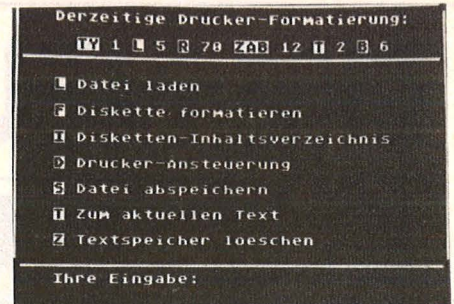 Derzeitige Drucker-Formatierung:
TY 1 L 5 R 70 ZAB 12 T 2 B 6
L Datei laden
F Diskette formatieren
I Disketten-Inhaltsverzeichnis
D Drucker-Ansteuerung
S Datei abspeichern
T Zum aktuellen Text
Z Textspeicher loeschen
Ihre Eingabe: